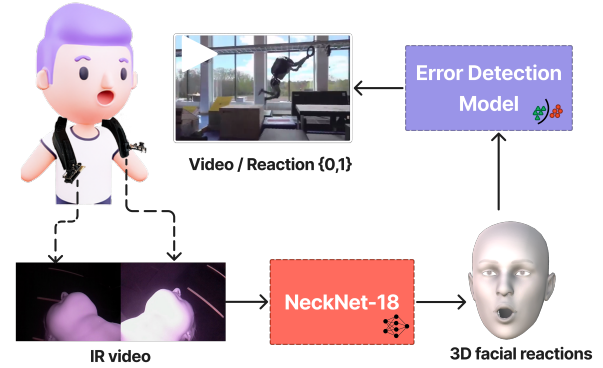 Error Detection
Model
Video / Reaction {0,1}
NeckNet-18
IR video
3D facial reactions